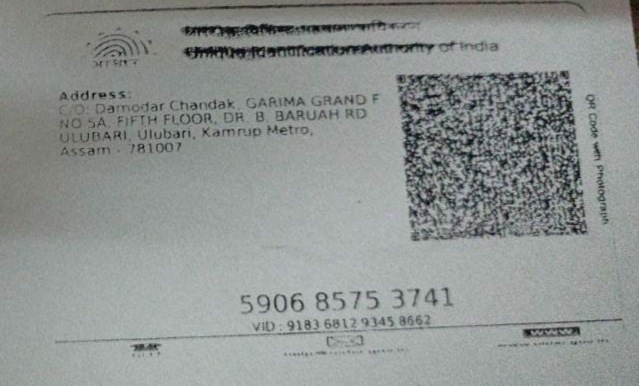 आधार
Unique Identification Authority of India
Address:
C/O: Damodar Chandak, GARIMA GRAND F
NO 5A, FIFTH FLOOR, DR. B. BARUAH RD
ULUBARI, Ulubari, Kamrup Metro,
Assam - 781007
QR Code with Photograph
5906 8575 3741
VID : 9183 6812 9345 8662